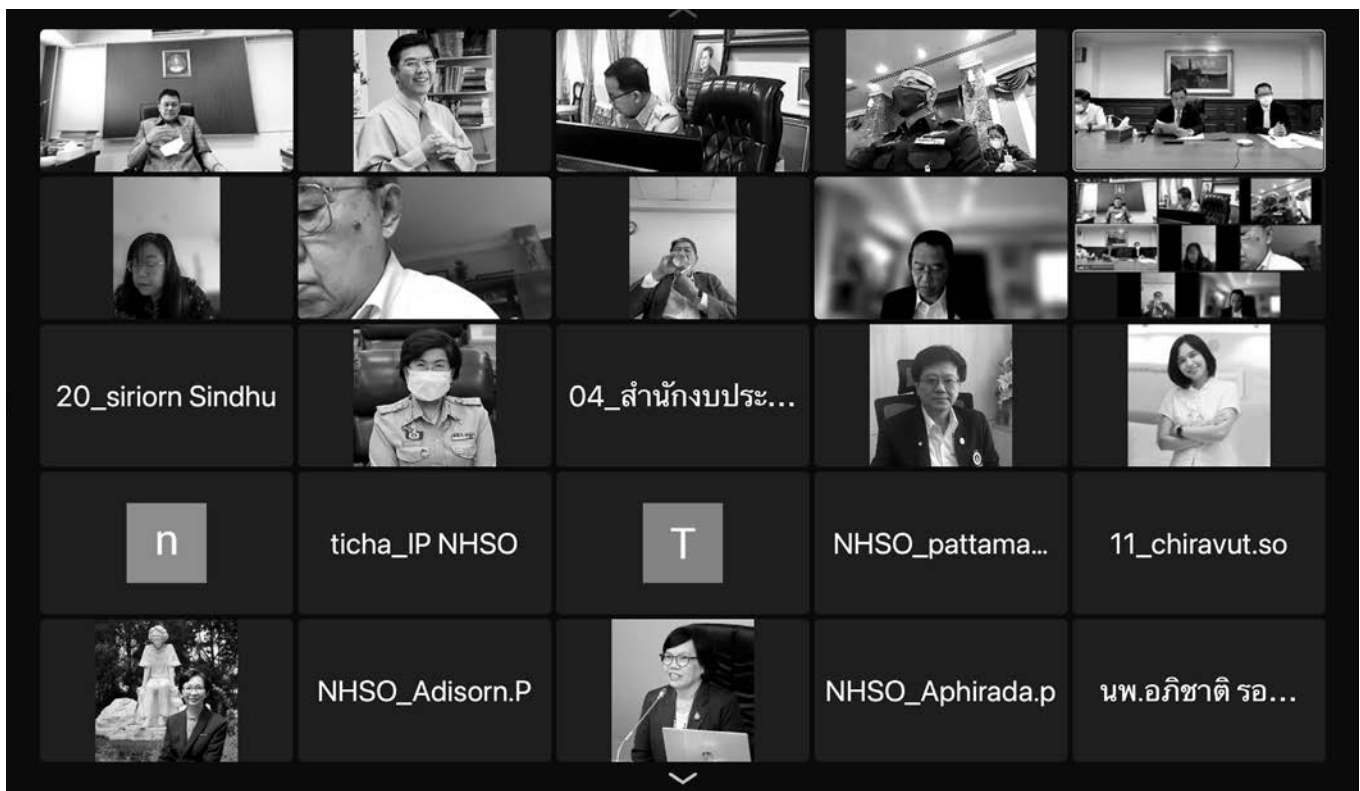 20_siriorn Sindhu
04_สำนักงบประ...
n
ticha_IP NHSO
T
NHSO_pattama...
11_chiravut.so
NHSO_Adisorn.P
NHSO_Aphirada.p
นพ.อภิชาติ รอ...